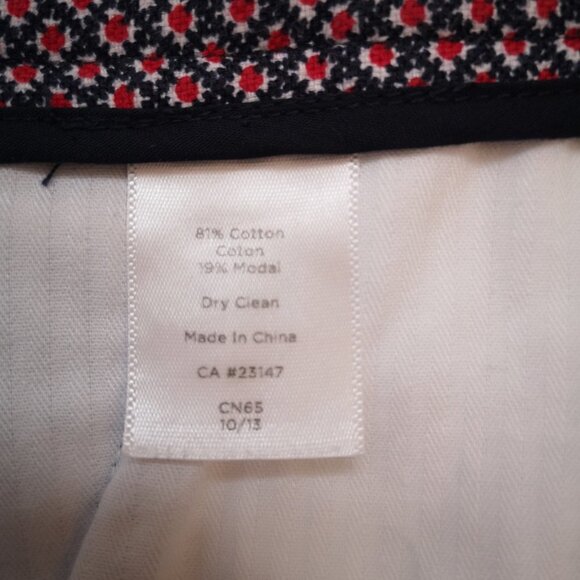 81% Cotton
Coton
19% Modal
Dry Clean
Made In China
CA #23147
CN65
10/13